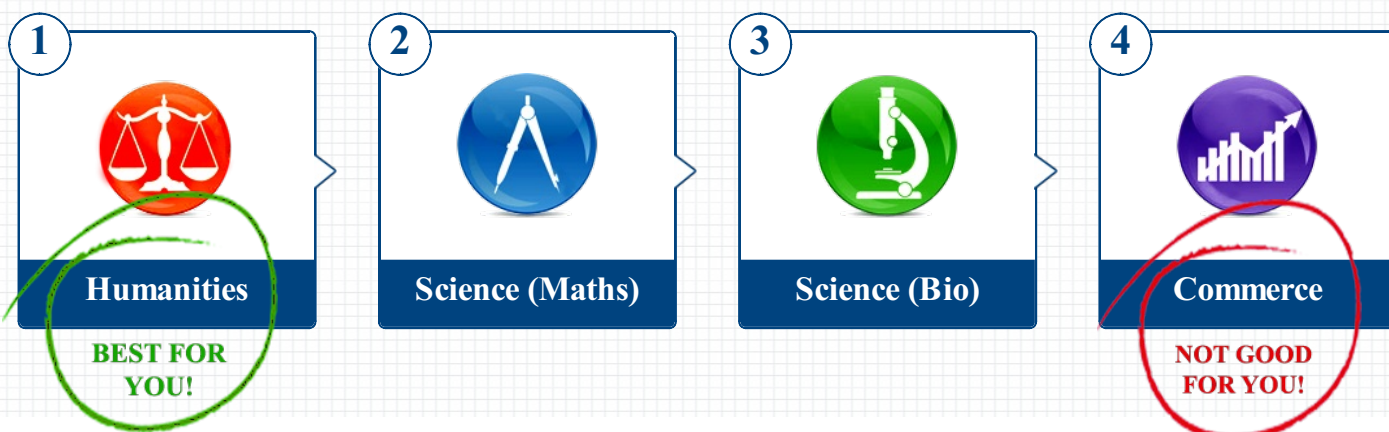 1
2
3
4
Humanities
Science (Maths)
Science (Bio)
Commerce
BEST FOR
YOU!
NOT GOOD
FOR YOU!